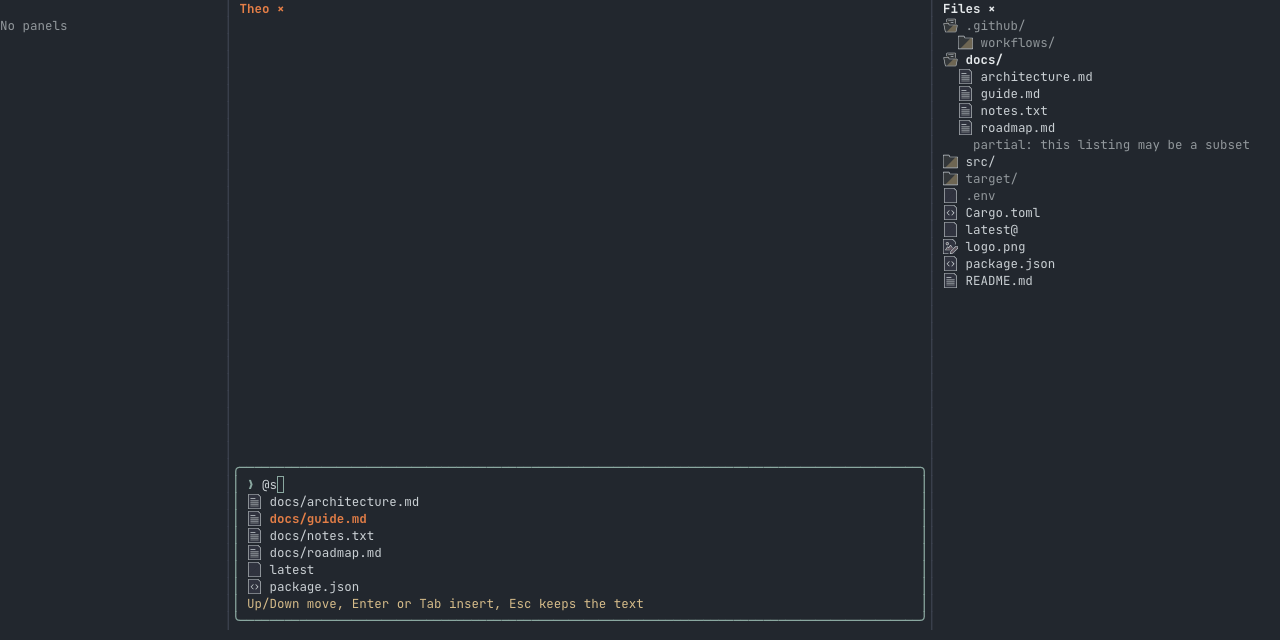 No panels
Theo ×
❫ @s
docs/architecture.md
docs/guide.md
docs/notes.txt
docs/roadmap.md
latest
package.json
Up/Down move, Enter or Tab insert, Esc keeps the text
Files ×
.github/
workflows/
docs/
architecture.md
guide.md
notes.txt
roadmap.md
partial: this listing may be a subset
src/
target/
.env
Cargo.toml
latest@
logo.png
package.json
README.md